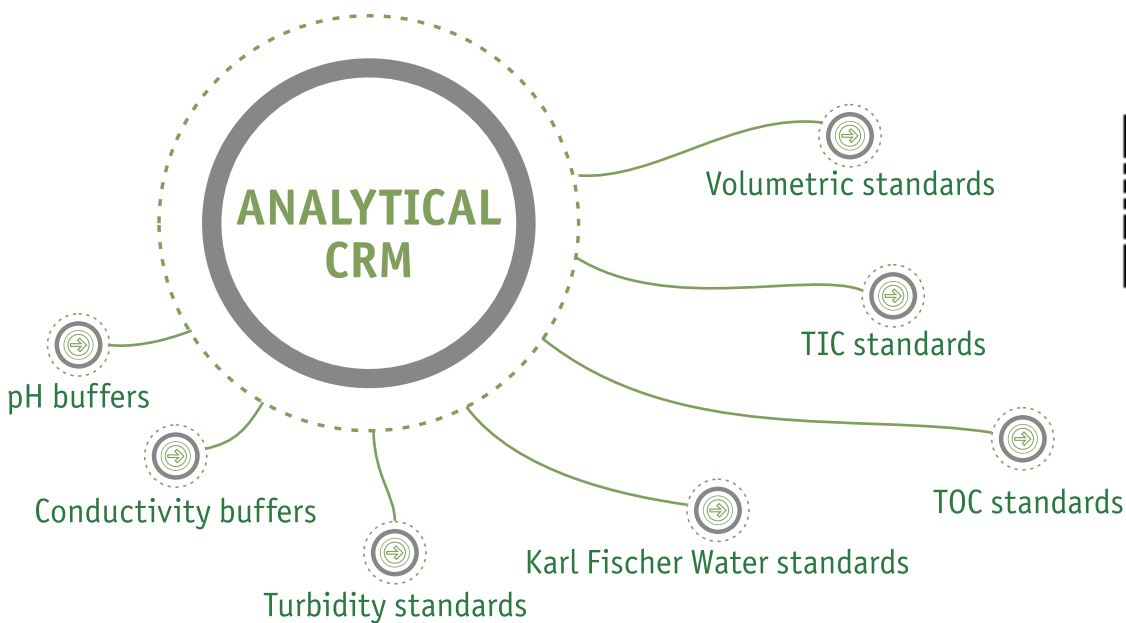 ANALYTICAL
CRM
Volumetric standards
TIC standards
TOC standards
Karl Fischer Water standards
Turbidity standards
Conductivity buffers
pH buffers